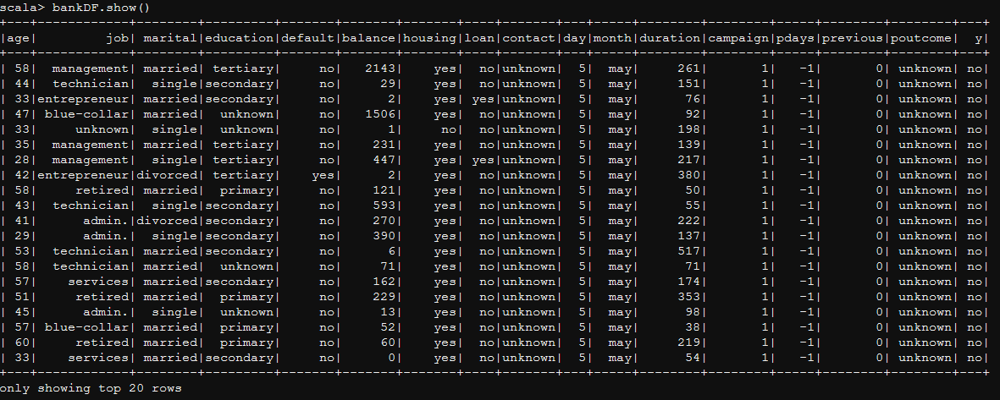 scala> bankDF.show()
+---+------------+--------+---------+-------+-------+-------+----+-------+---+-----+--------+--------+-----+--------+--------+---+
|age|         job| marital|education|default|balance|housing|loan|contact|day|month|duration|campaign|pdays|previous|poutcome|  y|
+---+------------+--------+---------+-------+-------+-------+----+-------+---+-----+--------+--------+-----+--------+--------+---+
| 58|  management| married| tertiary|     no|   2143|    yes|  no|unknown|  5|  may|     261|       1|   -1|       0| unknown| no|
| 44|  technician|  single|secondary|     no|     29|    yes|  no|unknown|  5|  may|     151|       1|   -1|       0| unknown| no|
| 33|entrepreneur| married|secondary|     no|      2|    yes| yes|unknown|  5|  may|      76|       1|   -1|       0| unknown| no|
| 47| blue-collar| married|  unknown|     no|   1506|    yes|  no|unknown|  5|  may|      92|       1|   -1|       0| unknown| no|
| 33|     unknown|  single|  unknown|     no|      1|     no|  no|unknown|  5|  may|     198|       1|   -1|       0| unknown| no|
| 35|  management| married| tertiary|     no|    231|    yes|  no|unknown|  5|  may|     139|       1|   -1|       0| unknown| no|
| 28|  management|  single| tertiary|     no|    447|    yes| yes|unknown|  5|  may|     217|       1|   -1|       0| unknown| no|
| 42|entrepreneur|divorced| tertiary|    yes|      2|    yes|  no|unknown|  5|  may|     380|       1|   -1|       0| unknown| no|
| 58|     retired| married|  primary|     no|    121|    yes|  no|unknown|  5|  may|      50|       1|   -1|       0| unknown| no|
| 43|  technician|  single|secondary|     no|    593|    yes|  no|unknown|  5|  may|      55|       1|   -1|       0| unknown| no|
| 41|      admin.|divorced|secondary|     no|    270|    yes|  no|unknown|  5|  may|     222|       1|   -1|       0| unknown| no|
| 29|      admin.|  single|secondary|     no|    390|    yes|  no|unknown|  5|  may|     137|       1|   -1|       0| unknown| no|
| 53|  technician| married|secondary|     no|      6|    yes|  no|unknown|  5|  may|     517|       1|   -1|       0| unknown| no|
| 58|  technician| married|  unknown|     no|     71|    yes|  no|unknown|  5|  may|      71|       1|   -1|       0| unknown| no|
| 57|    services| married|secondary|     no|    162|    yes|  no|unknown|  5|  may|     174|       1|   -1|       0| unknown| no|
| 51|     retired| married|  primary|     no|    229|    yes|  no|unknown|  5|  may|     353|       1|   -1|       0| unknown| no|
| 45|      admin.|  single|  unknown|     no|     13|    yes|  no|unknown|  5|  may|      98|       1|   -1|       0| unknown| no|
| 57| blue-collar| married|  primary|     no|     52|    yes|  no|unknown|  5|  may|      38|       1|   -1|       0| unknown| no|
| 60|     retired| married|  primary|     no|     60|    yes|  no|unknown|  5|  may|     219|       1|   -1|       0| unknown| no|
| 33|    services| married|secondary|     no|      0|    yes|  no|unknown|  5|  may|      54|       1|   -1|       0| unknown| no|
+---+------------+--------+---------+-------+-------+-------+----+-------+---+-----+--------+--------+-----+--------+--------+---+
only showing top 20 rows